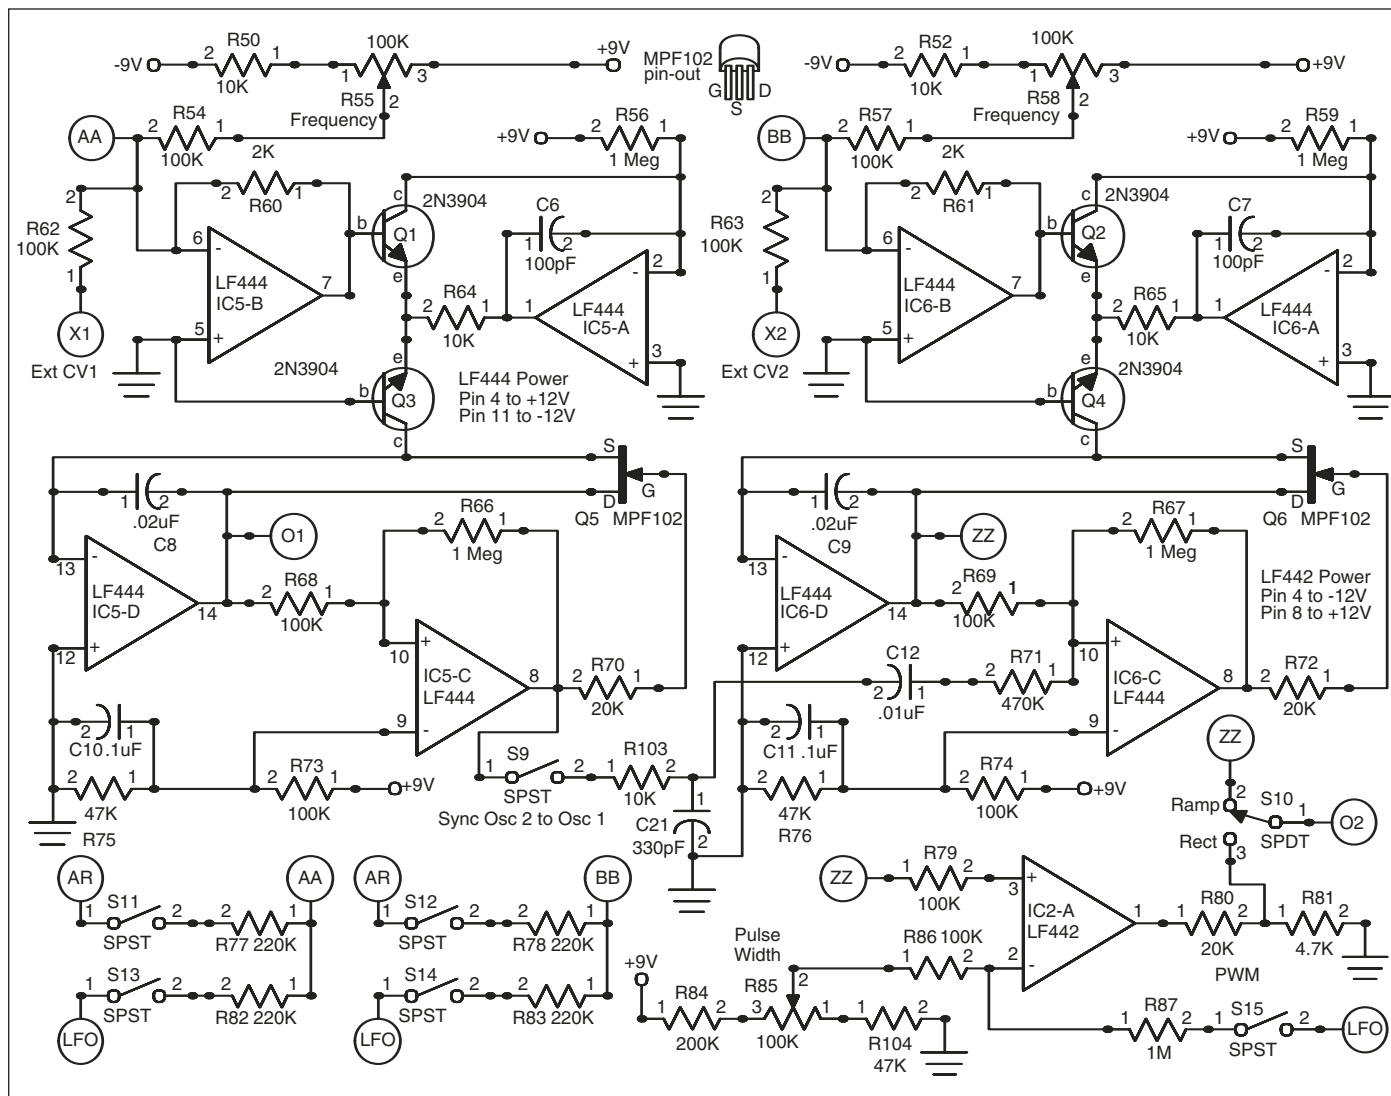 -9V
2 R50 1
10K
100K
1 3
R55
2
Frequency
+9V
MPF102
pin-out
G S D
-9V
2 R52 1
10K
100K
1 3
R58
2
Frequency
+9V
AA
2 R54 1
100K
2K
2 R60 1
+9V
2 R56 1
1 Meg
BB
2 R57 1
100K
2K
2 R61 1
+9V
2 R59 1
1 Meg
2
R62
100K
1
X1
Ext CV1
6 -
LF444
IC5-B
7
5 +
2N3904
c
b Q1
e
C6
1 2
100pF
R64
2 1
10K
1
LF444
IC5-A
- 2
+ 3
2N3904
e
b Q3
c
LF444 Power
Pin 4 to +12V
Pin 11 to -12V
2
R63
100K
1
X2
Ext CV2
6 -
LF444
IC6-B
7
5 +
2N3904
c
b Q2
e
C7
1 2
100pF
R65
2 1
10K
1
LF444
IC6-A
- 2
+ 3
2N3904
e
b Q4
c
S
D G
Q5 MPF102
1 2
.02uF
C8
O1
13 -
LF444
IC5-D
14
12 +
R68
2 1
100K
R66
2 1
1 Meg
10 +
IC5-C
LF444
8
9 -
R70
2 1
20K
2 1
C10 .1uF
2 1
47K
R75
R73
2 1
100K
+9V
S9
1 2
SPST
Sync Osc 2 to Osc 1
R103
1 2
10K
1
C21
330pF
2
S
D G
Q6 MPF102
1 2
.02uF
C9
ZZ
13 -
LF444
IC6-D
14
12 +
R69
2 1
100K
R67
2 1
1 Meg
LF442 Power
Pin 4 to -12V
Pin 8 to +12V
C12
2 1
.01uF
R71
2 1
470K
10 +
IC6-C
LF444
8
9 -
R72
2 1
20K
2 1
C11 .1uF
2 1
47K
R76
R74
2 1
100K
+9V
ZZ
2
Ramp
S10
1
O2
SPDT
Rect
3
AR
S11
1 2
SPST
2 1
R77 220K
AA
S13
1 2
SPST
2 1
R82 220K
LFO
AR
S12
1 2
SPST
2 1
R78 220K
BB
S14
1 2
SPST
2 1
R83 220K
LFO
ZZ
R79
1 2
100K
3 +
IC2-A
LF442
1
2 -
R80
1 2
20K
R81
1 2
4.7K
PWM
Pulse
Width
R86 100K
1 2
+9V
R84
1 2
200K
R85
2
3 1
100K
1 2
R104
47K
R87
1 2
1M
S15
1 2
SPST
LFO